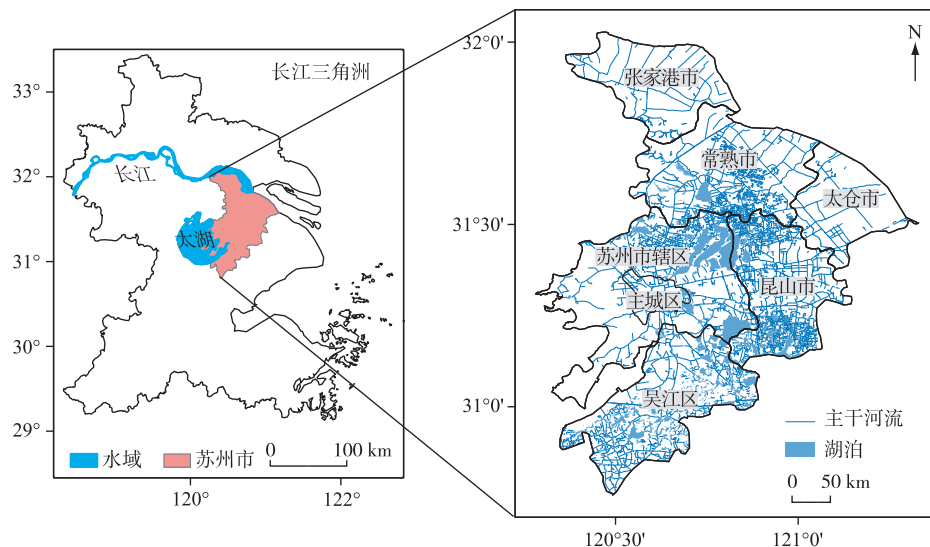 长江三角洲
33°
32°
31°
30°
29°
长江
太湖
水域
苏州市
0 100 km
120° 122°
N
32°0'
31°50'
31°0'
张家港市
常熟市
太仓市
苏州市辖区
主城区
昆山市
吴江区
主干河流
湖泊
0 50 km
120°30' 121°0'